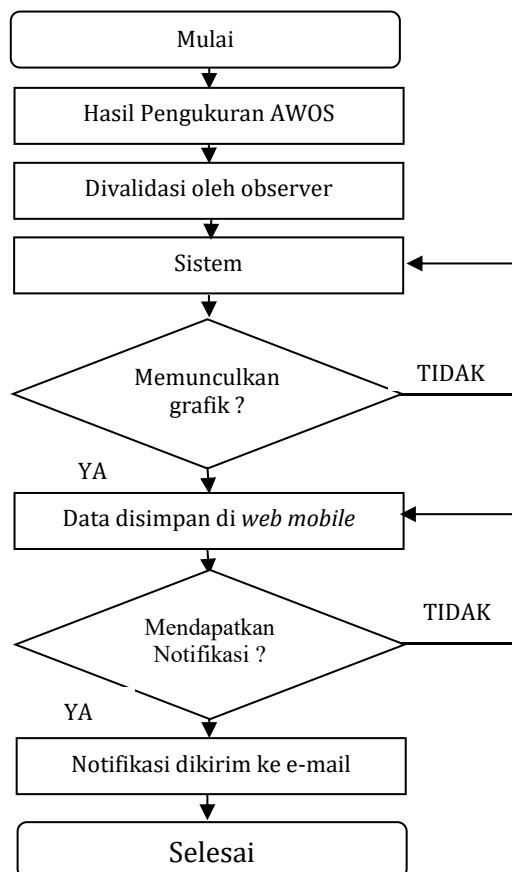 Mulai
Hasil Pengukuran AWOS
Divalidasi oleh observer
Sistem
Memunculkan
grafik ?
TIDAK
YA
Data disimpan di web mobile
Mendapatkan
Notifikasi ?
TIDAK
YA
Notifikasi dikirim ke e-mail
Selesai